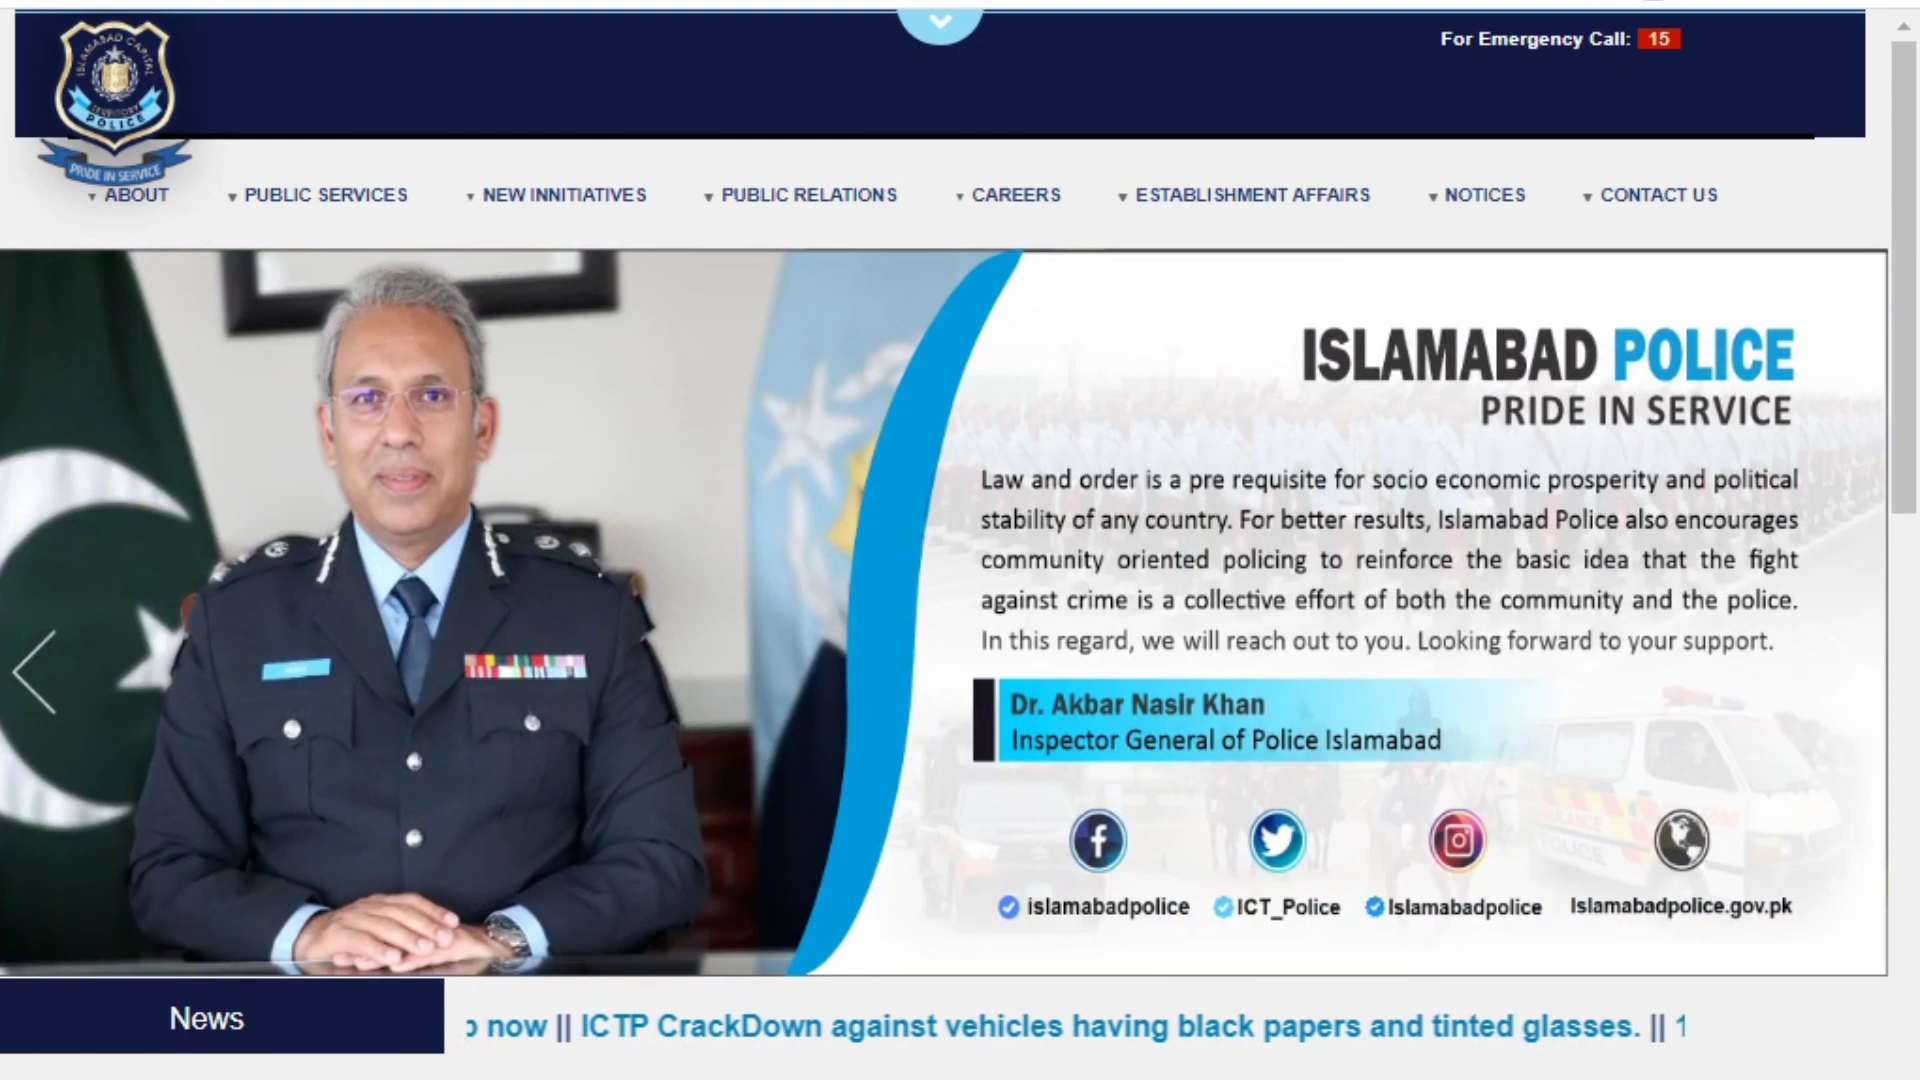 ISLAMABAD CAPITAL
TERRITORY
POLICE
PRIDE IN SERVICE
For Emergency Call: 15
ABOUT PUBLIC SERVICES NEW INNITIATIVES PUBLIC RELATIONS CAREERS ESTABLISHMENT AFFAIRS NOTICES CONTACT US
ISLAMABAD POLICE
PRIDE IN SERVICE
Law and order is a pre requisite for socio economic prosperity and political
stability of any country. For better results, Islamabad Police also encourages
community oriented policing to reinforce the basic idea that the fight
against crime is a collective effort of both the community and the police.
In this regard, we will reach out to you. Looking forward to your support.
Dr. Akbar Nasir Khan
Inspector General of Police Islamabad
islamabadpolice ICT_Police Islamabadpolice Islamabadpolice.gov.pk
News
now || ICTP CrackDown against vehicles having black papers and tinted glasses. || 1